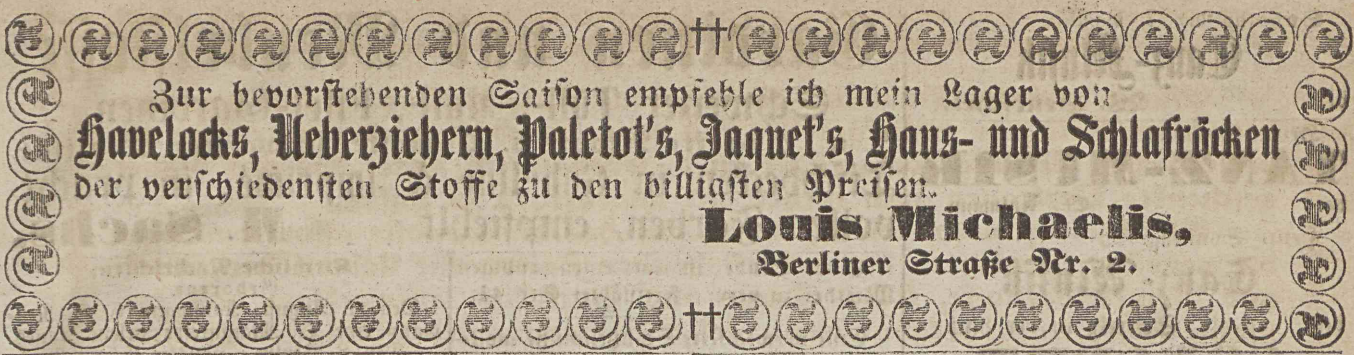 Zur bevorstehenden Saison empfehle ich mein Lager von
Havelocks, Ueberziehern, Paletot's, Jaquet's, Haus- und Schlafröcken
der verschiedensten Stoffe zu den billigsten Preisen.
Louis Michaelis,
Berliner Straße Nr. 2.